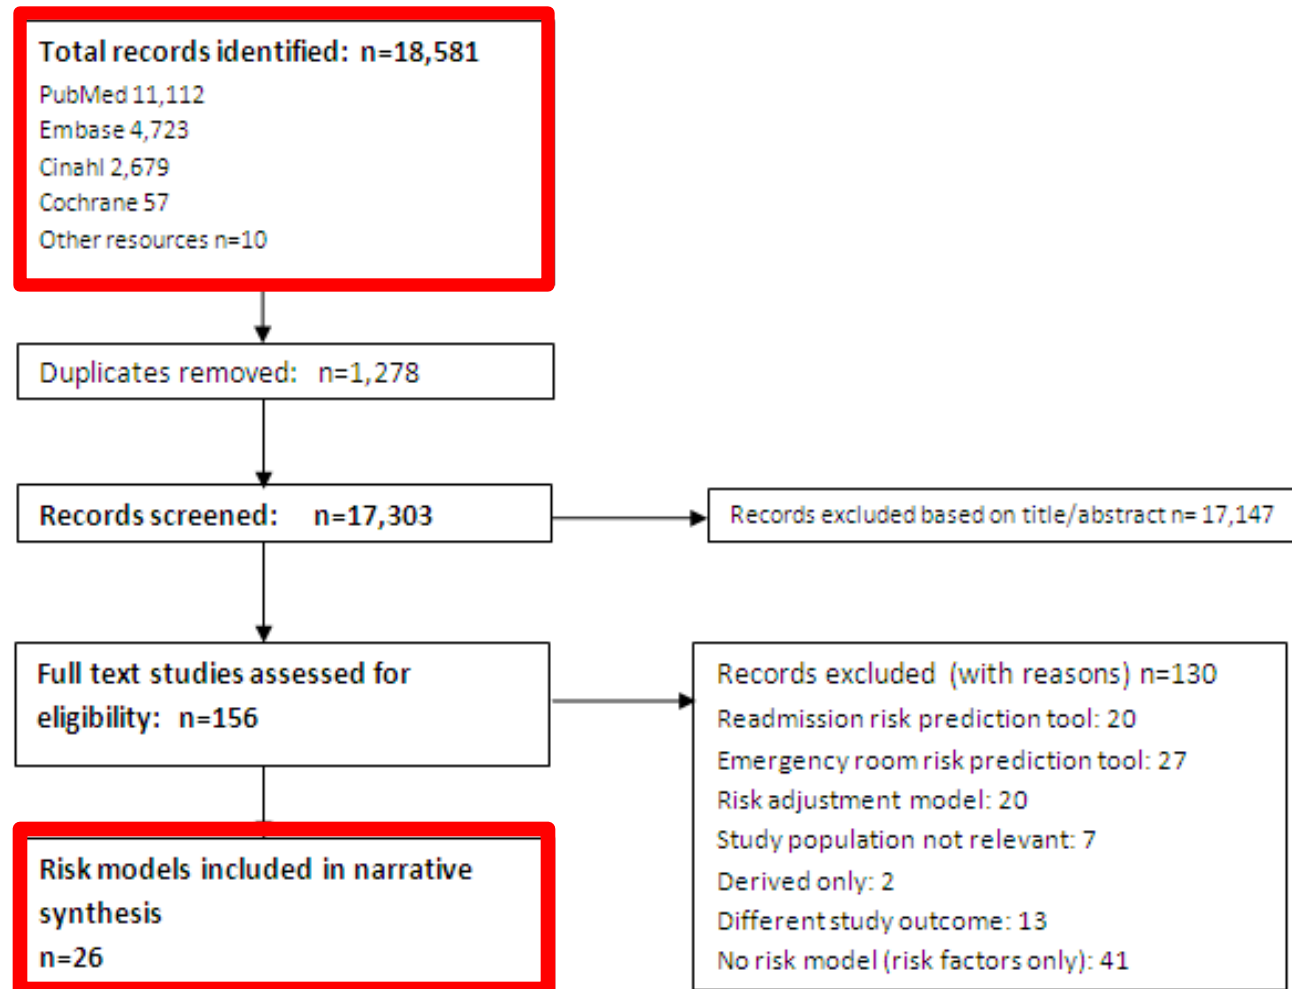 Total records identified: n=18,581
PubMed 11,112
Embase 4,723
Cinahl 2,679
Cochrane 57
Other resources n=10
Duplicates removed: n=1,278
Records screened: n=17,303
Records excluded based on title/abstract n= 17,147
Full text studies assessed for
eligibility: n=156
Records excluded (with reasons) n=130
Readmission risk prediction tool: 20
Emergency room risk prediction tool: 27
Risk adjustment model: 20
Study population not relevant: 7
Derived only: 2
Different study outcome: 13
No risk model (risk factors only): 41
Risk models included in narrative
synthesis
n=26